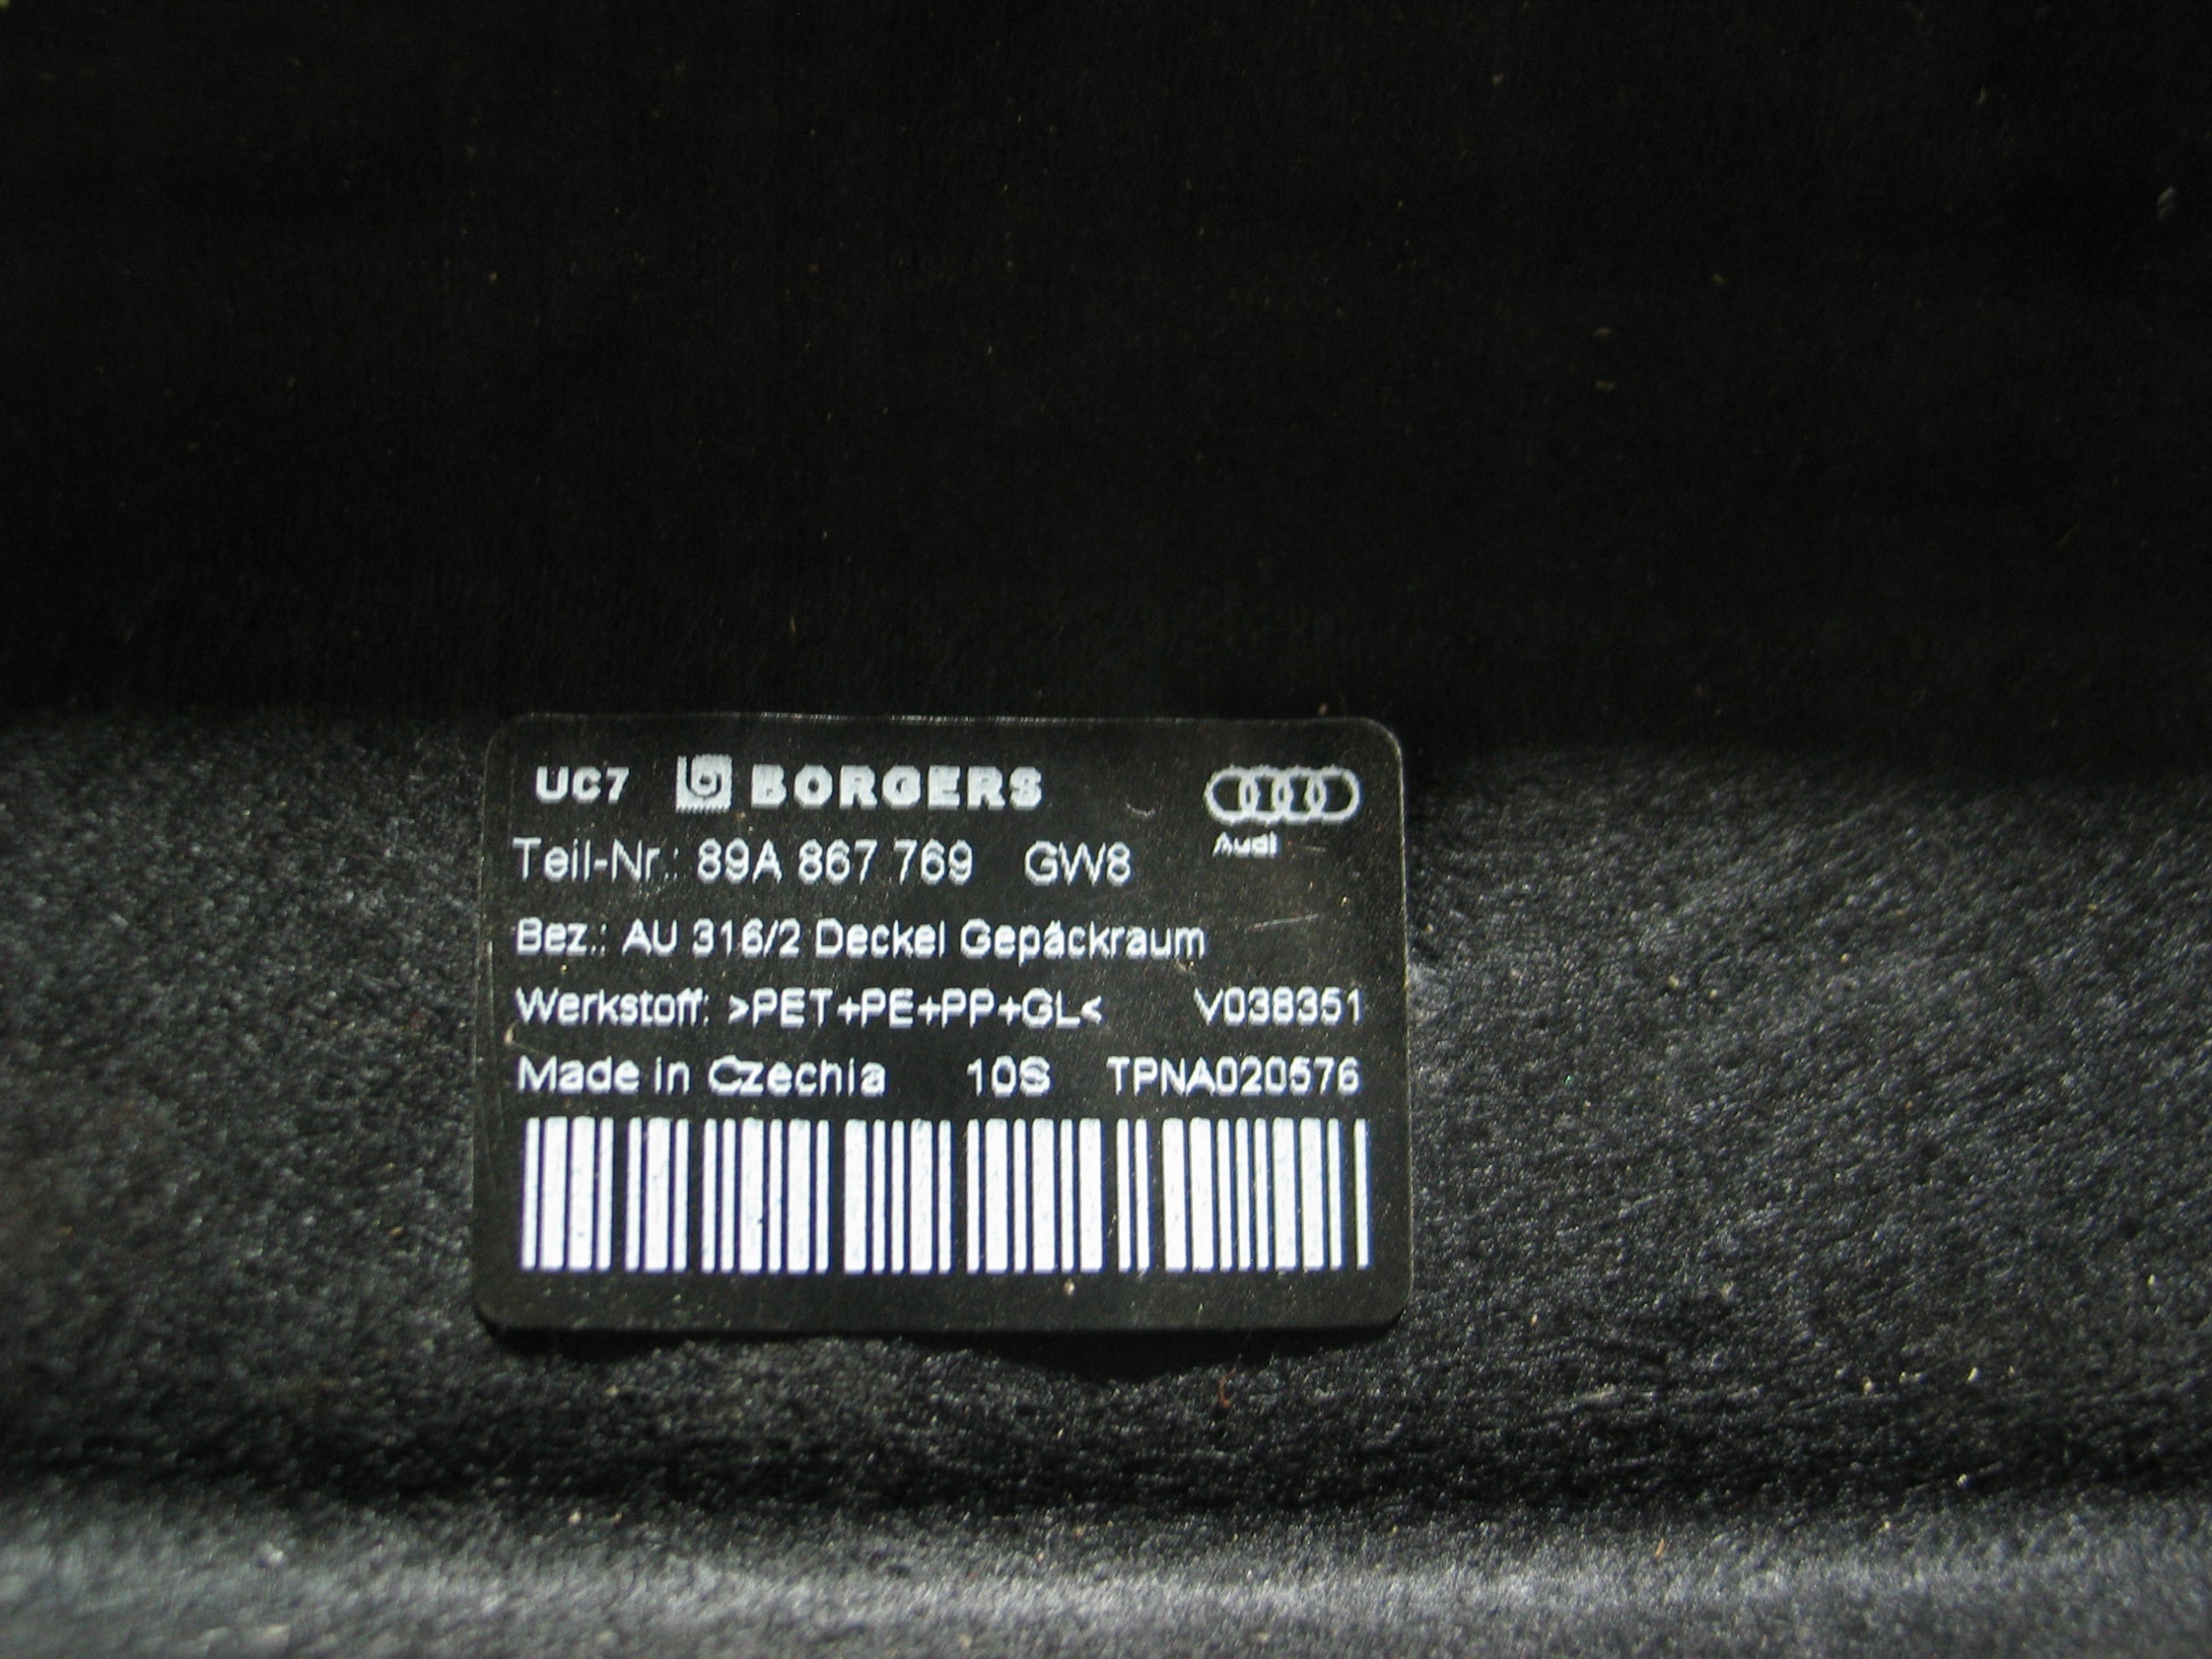 UC7 BORGERS
Audi
Teil-Nr.: 89A 867 769 GW8
Bez.: AU 316/2 Deckel Gepäckraum
Werkstoff: >PET+PE+PP+GL< V038351
Made in Czechia 10S TPNA020576